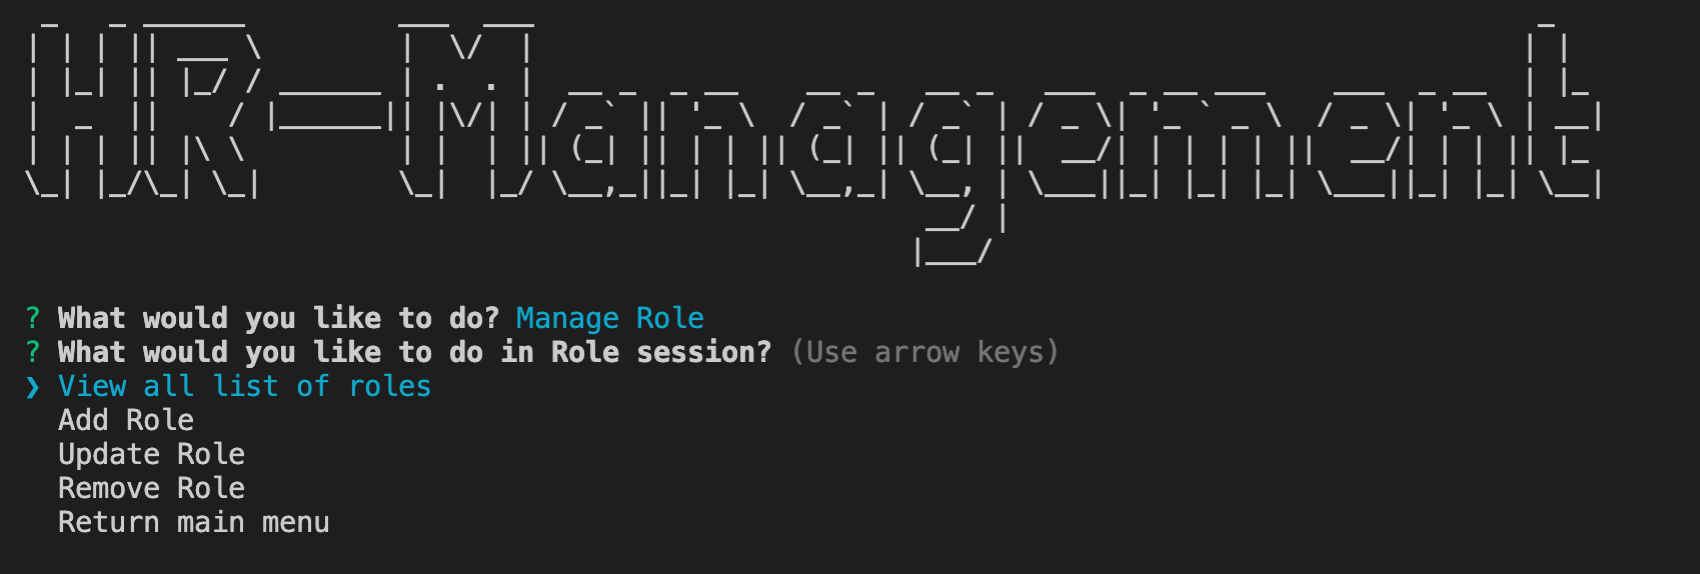 HR-Management
? What would you like to do? Manage Role
? What would you like to do in Role session? (Use arrow keys)
❯ View all list of roles
Add Role
Update Role
Remove Role
Return main menu